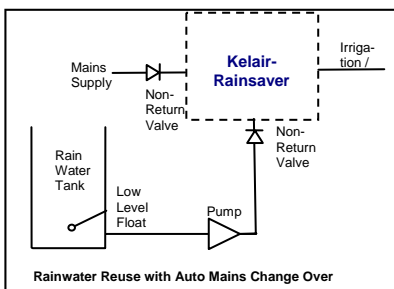 Kelair-
Rainsaver
Irriga-
tion /
Mains
Supply
Non-
Return
Valve
Non-
Return
Valve
Rain
Water
Tank
Low
Level
Float
Pump
Rainwater Reuse with Auto Mains Change Over